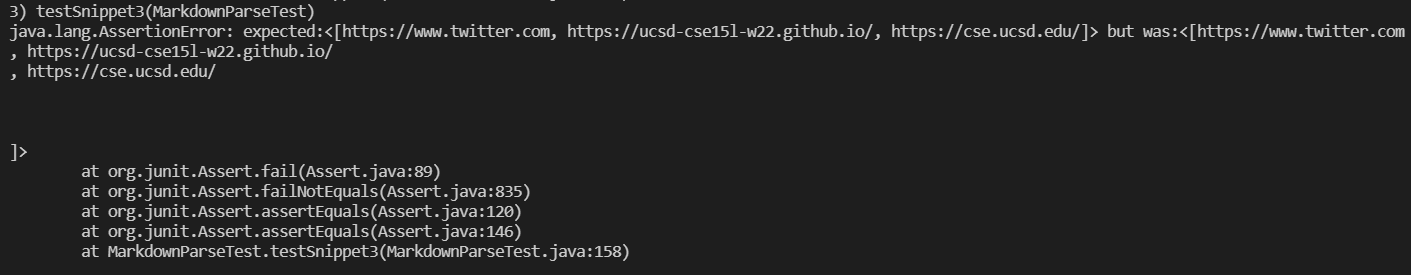 3) testSnippet3(MarkdownParseTest)
java.lang.AssertionError: expected:<[https://www.twitter.com, https://ucsd-cse15l-w22.github.io/, https://cse.ucsd.edu/]> but was:<[https://www.twitter.com
, https://ucsd-cse15l-w22.github.io/
, https://cse.ucsd.edu/
]>
at org.junit.Assert.fail(Assert.java:89)
at org.junit.Assert.failNotEquals(Assert.java:835)
at org.junit.Assert.assertEquals(Assert.java:120)
at org.junit.Assert.assertEquals(Assert.java:146)
at MarkdownParseTest.testSnippet3(MarkdownParseTest.java:158)